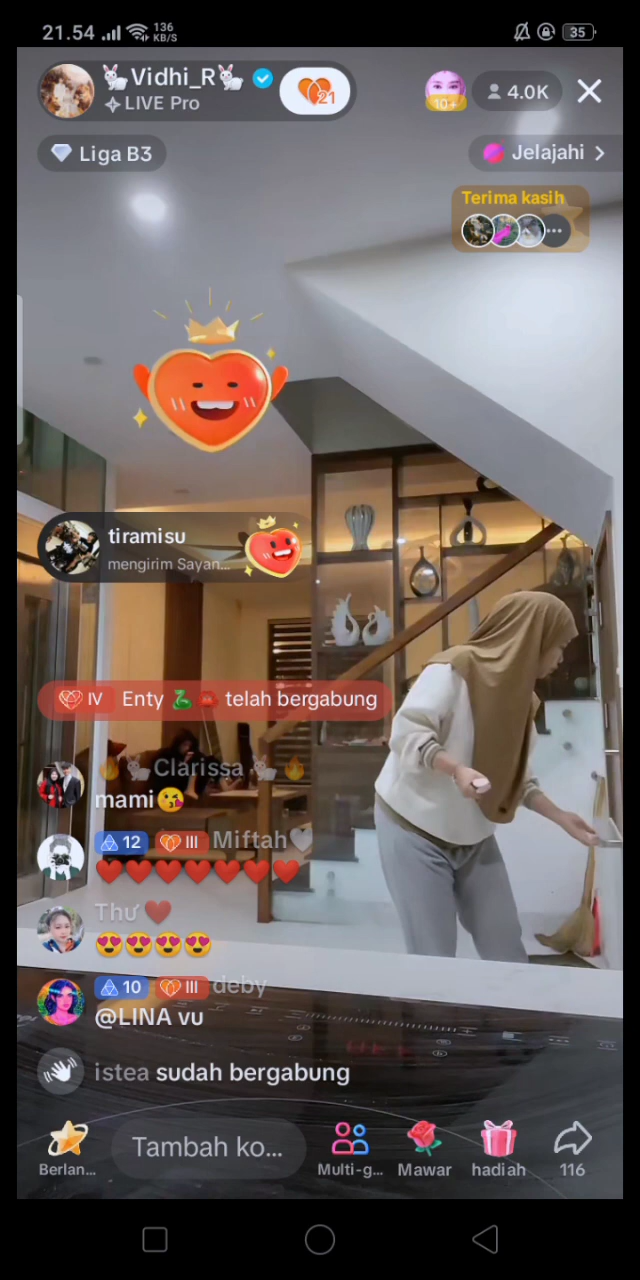 21.54
136
KB/S
35
Vidhi_R
LIVE Pro
21
10+
4.0K
Liga B3
Jelajahi
Terima kasih
tiramisu
mengirim Sayan...
IV Enty telah bergabung
Clarissa
mami😘
12 III Miftah🤍
❤️❤️❤️❤️❤️❤️❤️
Thư ❤️
😍😍😍😍
10 III deby
@LINA vu
istea sudah bergabung
Berlan...
Tambah ko...
Multi-g...
Mawar
hadiah
116